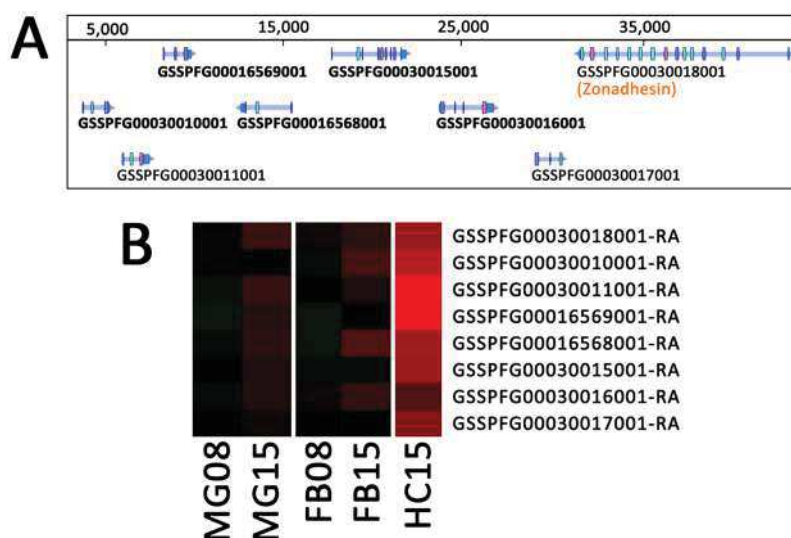 A
5,000 15,000 25,000 35,000
GSSPFG00016569001 GSSPFG00030015001 GSSPFG00030018001
(Zonadhesin)
GSSPFG00030010001 GSSPFG00016568001 GSSPFG00030016001
GSSPFG00030011001 GSSPFG00030017001
B
GSSPFG00030018001-RA
GSSPFG00030010001-RA
GSSPFG00030011001-RA
GSSPFG00016569001-RA
GSSPFG00016568001-RA
GSSPFG00030015001-RA
GSSPFG00030016001-RA
GSSPFG00030017001-RA
MG08 MG15 FB08 FB15 HC15